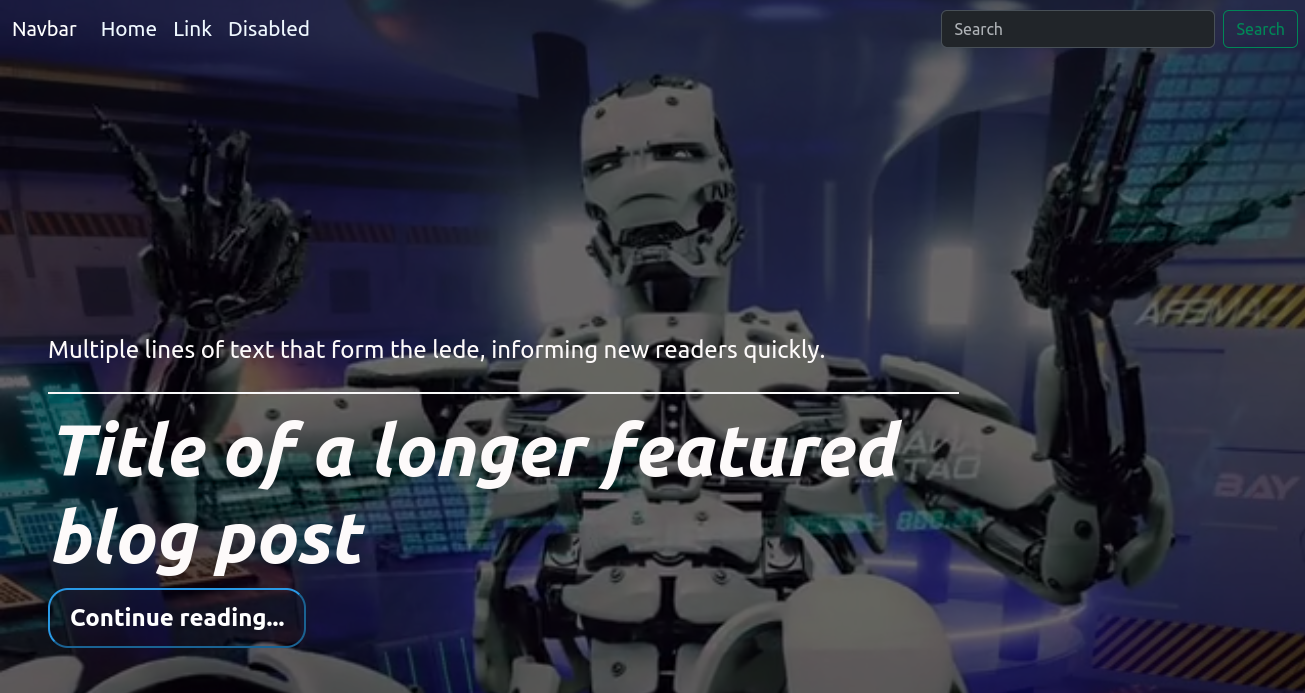 Navbar Home Link Disabled Search Search
Multiple lines of text that form the lede, informing new readers quickly.
Title of a longer featured
blog post
Continue reading...
BAY